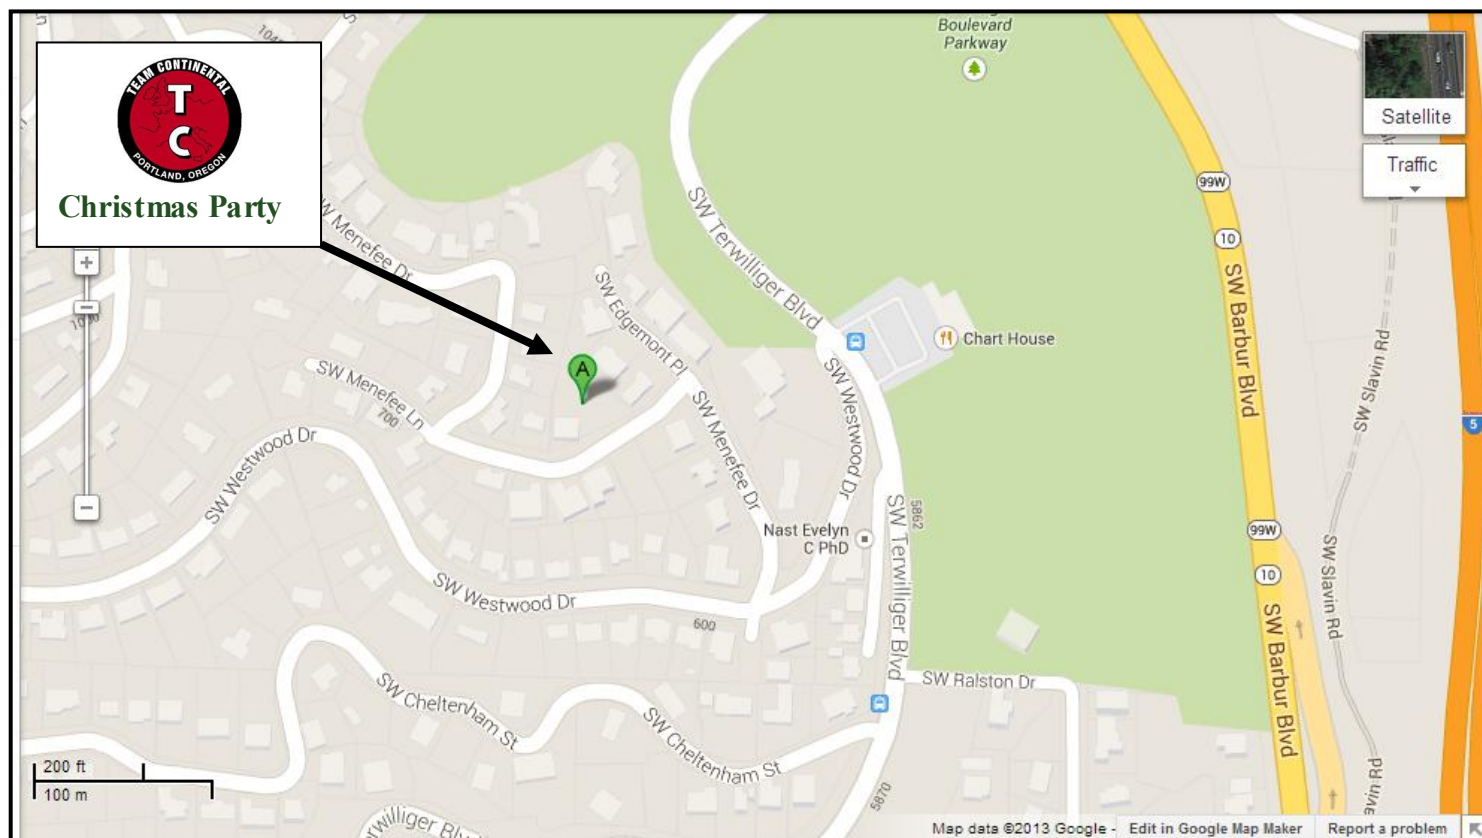 Boulevard
Parkway
TEAM CONTINENTAL
T
C
PORTLAND, OREGON
Christmas Party
Satellite
Traffic
99W
10
SW Barbur Blvd
SW Terwilliger Blvd
SW Menefee Dr
SW Edgemont Pl
Chart House
SW Slavin Rd
5
A
SW Menefee Ln
700
SW Westwood Dr
SW Menefee Dr
SW Westwood Dr
SW Westwood Dr
Nast Evelyn
C PhD
5862
SW Terwilliger Blvd
99W
10
SW Barbur Blvd
SW Slavin Rd
600
SW Ralston Dr
SW Cheltenham St
SW Cheltenham St
200 ft
100 m
5870
Map data ©2013 Google - Edit in Google Map Maker Report a problem